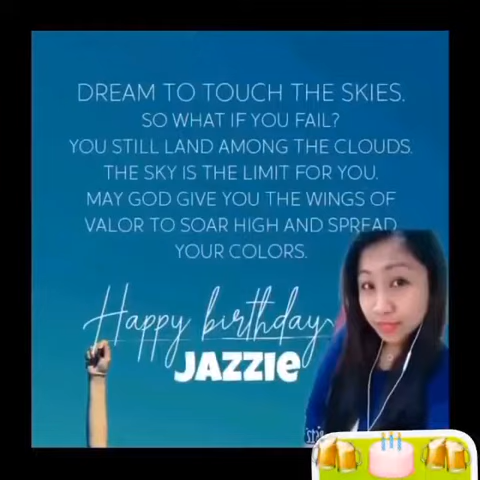 DREAM TO TOUCH THE SKIES.
SO WHAT IF YOU FAIL?
YOU STILL LAND AMONG THE CLOUDS.
THE SKY IS THE LIMIT FOR YOU.
MAY GOD GIVE YOU THE WINGS OF
VALOR TO SOAR HIGH AND SPREAD
YOUR COLORS.
Happy birthday
JAZZIE